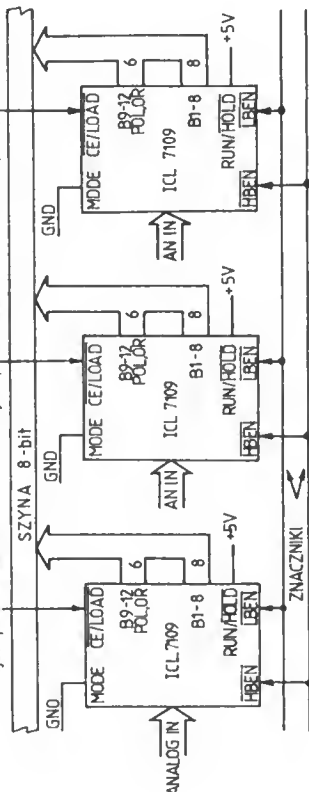 SZYNA 8-bit
GND
MODE CE/LOAD
B9-12
POL,OR
6
ANALOG IN
ICL 7109
8
B1-8
RUN/HOLD
+5V
HBEN LBEN
GND
MODE CE/LOAD
B9-12
POL,OR
6
AN IN
ICL 7109
8
B1-8
RUN/HOLD
+5V
HBEN LBEN
GND
MODE CE/LOAD
B9-12
POL,OR
6
AN IN
ICL 7109
8
B1-8
RUN/HOLD
+5V
HBEN LBEN
ZNACZNIKI